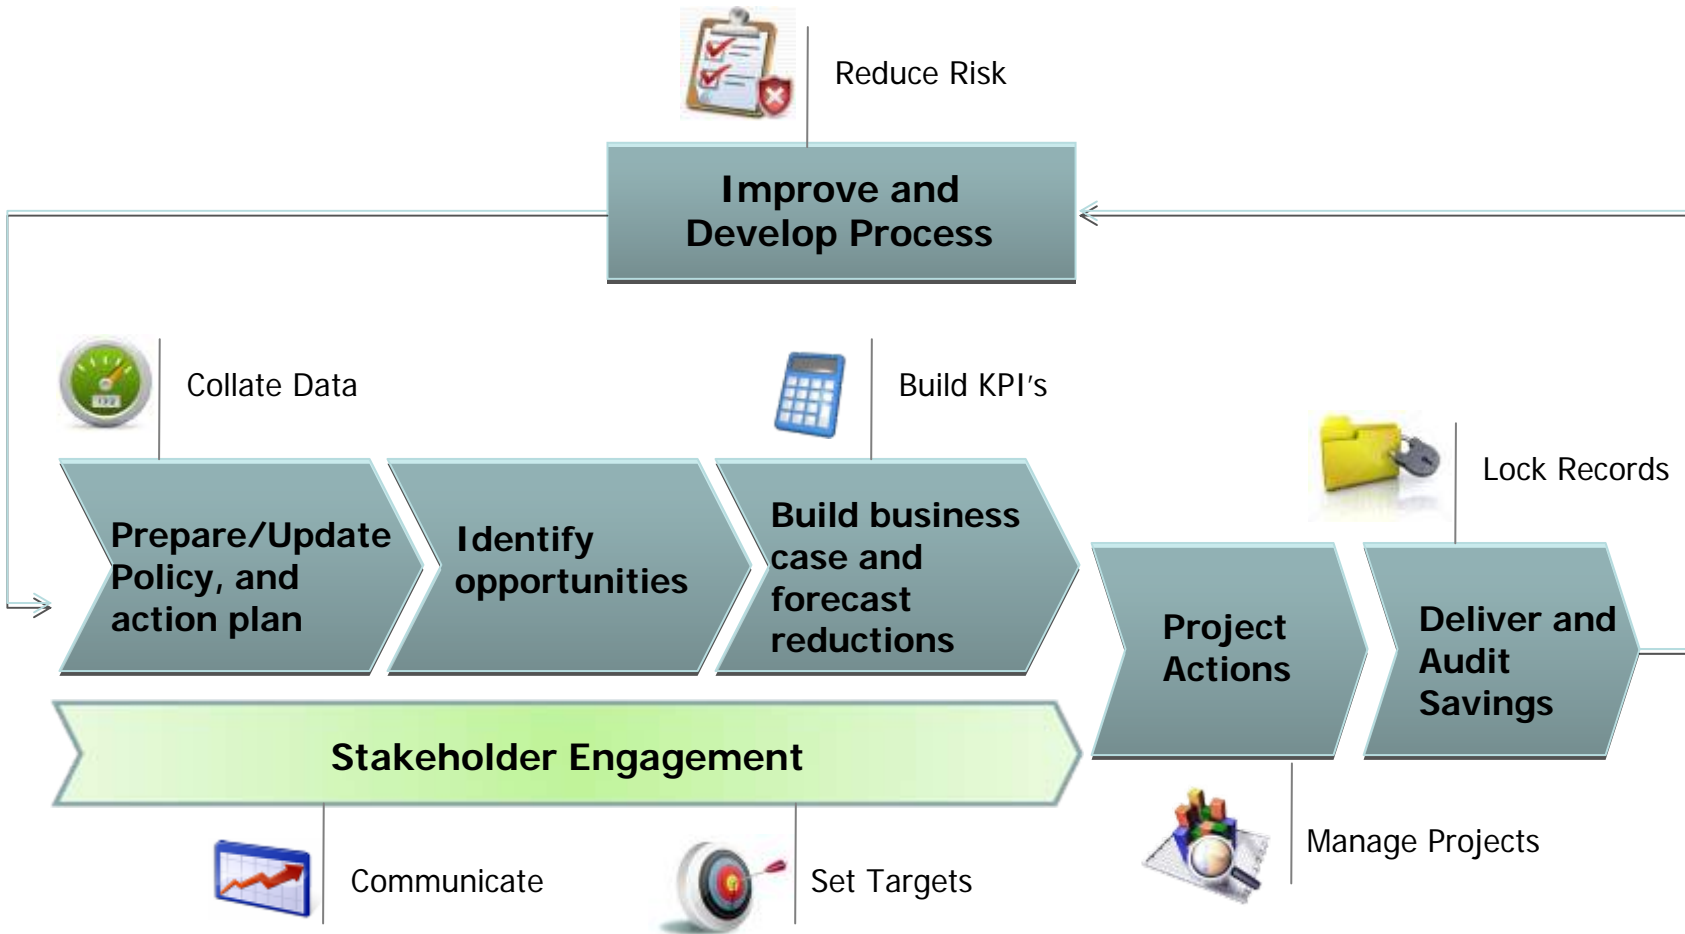 Reduce Risk
Improve and
Develop Process
Collate Data
Build KPI's
Lock Records
Prepare/Update
Policy, and
action plan
Identify
opportunities
Build business
case and
forecast
reductions
Project
Actions
Deliver and
Audit
Savings
Stakeholder Engagement
Communicate
Set Targets
Manage Projects